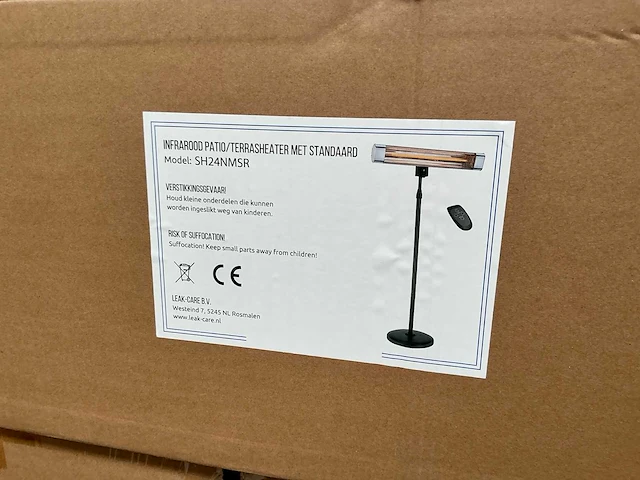 INFRAROOD PATIO/TERRASHEATER MET STANDAARD
Model: SH24NMSR
VERSTIKKINGSGEVAAR!
Houd kleine onderdelen die kunnen
worden ingeslikt weg van kinderen.
RISK OF SUFFOCATION!
Suffocation! Keep small parts away from children!
CE
LEAK-CARE B.V.
Westeind 7, 5245 NL Rosmalen
www.leak-care.nl